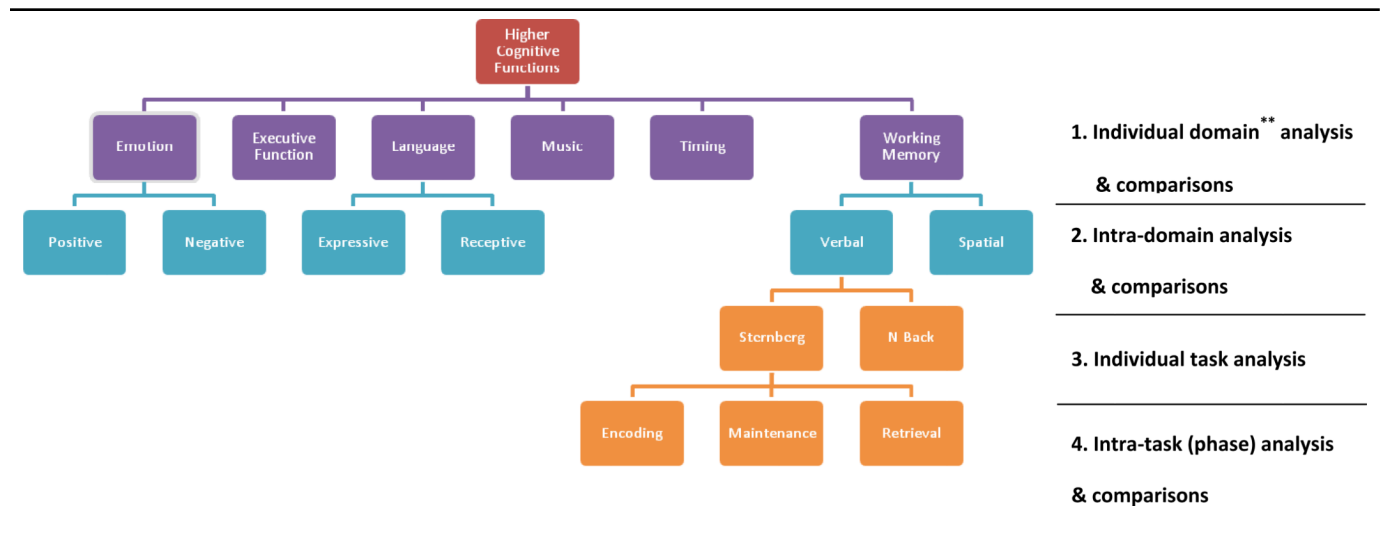 Higher
Cognitive
Functions
Emotion
Executive
Function
Language
Music
Timing
Working
Memory
1. Individual domain** analysis
& comparisons
Positive
Negative
Expressive
Receptive
Verbal
Spatial
2. Intra-domain analysis
& comparisons
Sternberg
N Back
3. Individual task analysis
Encoding
Maintenance
Retrieval
4. Intra-task (phase) analysis
& comparisons